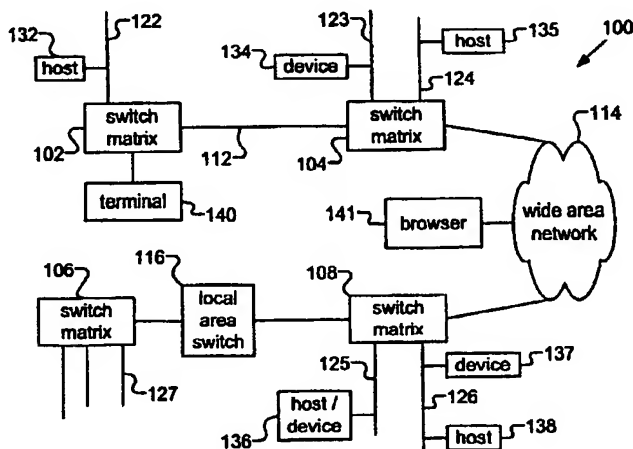 123
122
132
host
134
device
host
135
100
124
switch
matrix
switch
matrix
114
102
112
104
terminal
140
141
browser
wide area
network
116
106
108
switch
matrix
local
area
switch
switch
matrix
125
device
137
127
126
host /
device
136
host
138